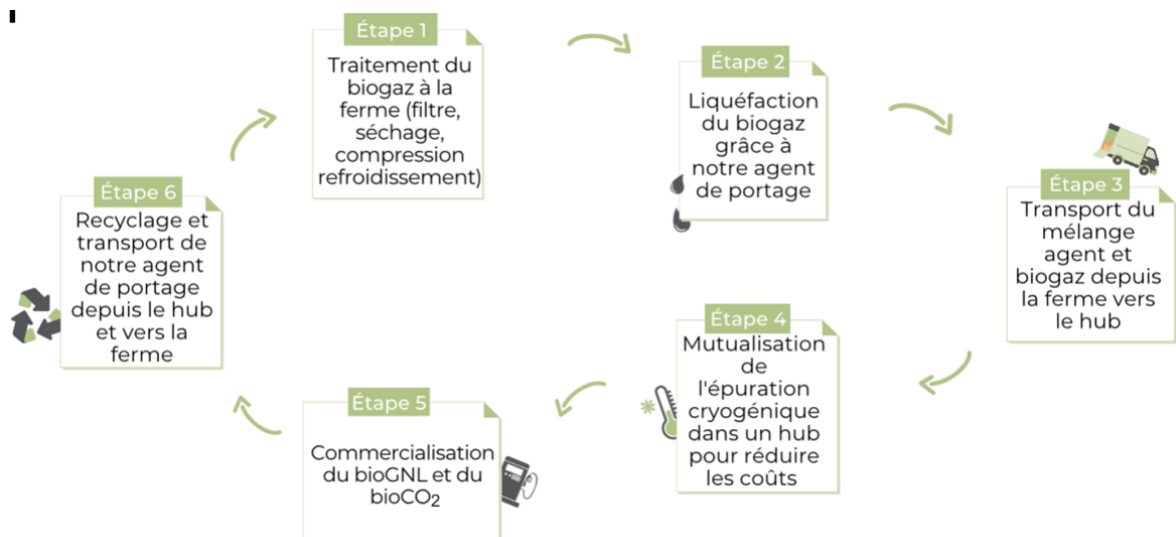 Étape 1
Traitement du
biogaz à la
ferme (filtre,
séchage,
compression
refroidissement)
Étape 2
Liquéfaction
du biogaz
grâce à
notre agent
de portage
Étape 3
Transport du
mélange
agent et
biogaz depuis
la ferme vers
le hub
Étape 4
Mutualisation
de
l'épuration
cryogénique
dans un hub
pour réduire
les coûts
Étape 5
Commercialisation
du bioGNL et du
bioCO₂
Étape 6
Recyclage et
transport de
notre agent
de portage
depuis le hub
et vers la
ferme